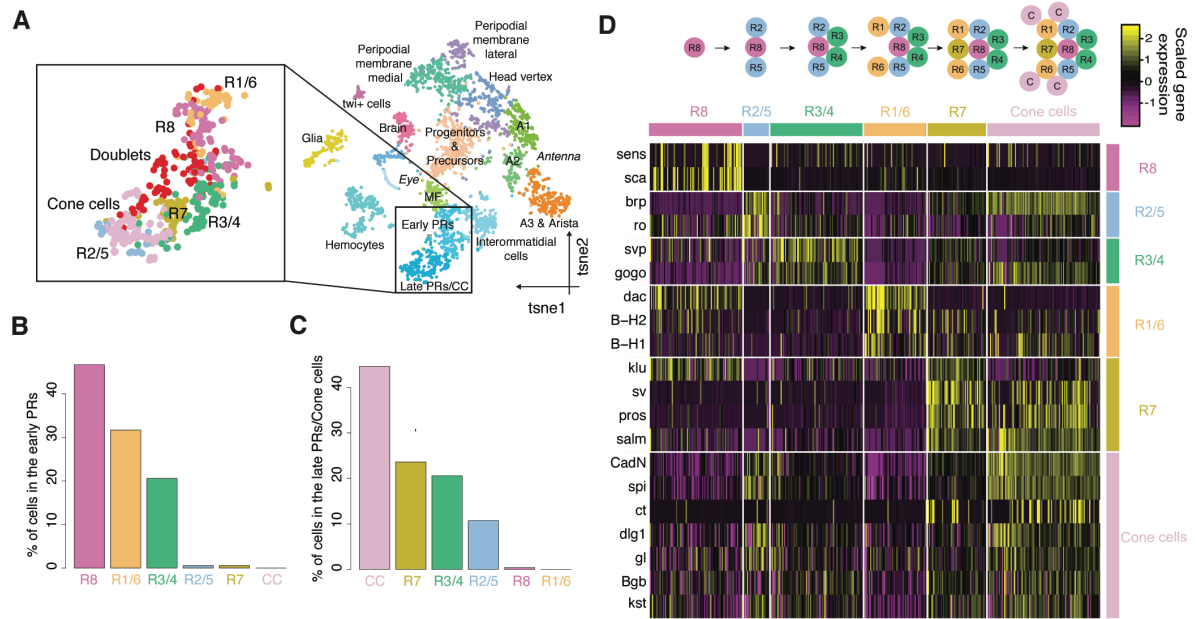 A
R1/6
R8
Doublets
Cone cells
R7
R3/4
R2/5
Peripodial
membrane
lateral
Peripodial
membrane
medial
Head vertex
twi+ cells
Brain
Glia
Progenitors
&
Precursors
A1
A2
Antenna
Eye
MF
A3 & Arista
Early PRs
Intermmatidial
cells
Hemocytes
Late PRs/CC
tsne1
tsne2
B
% of cells in the early PRs
0
10
20
30
40
R8
R1/6
R3/4
R2/5
R7
CC
C
% of cells in the late PRs/Cone cells
0
10
20
30
40
CC
R7
R3/4
R2/5
R8
R1/6
D
R8
R2
R8
R5
R2
R3
R8
R4
R5
R1
R2
R3
R8
R4
R6
R5
R1
R2
R3
R7
R8
R4
R6
R5
C
C
R1
R2
R3
R7
R8
R4
R6
R5
C
C
Scaled gene
expression
2
1
0
-1
R8
R2/5
R3/4
R1/6
R7
Cone cells
sens
sca
brp
ro
svp
gogo
dac
B-H2
B-H1
klu
sv
pros
salm
CadN
spi
ct
dlg1
gl
Bgb
kst
R8
R2/5
R3/4
R1/6
R7
Cone cells